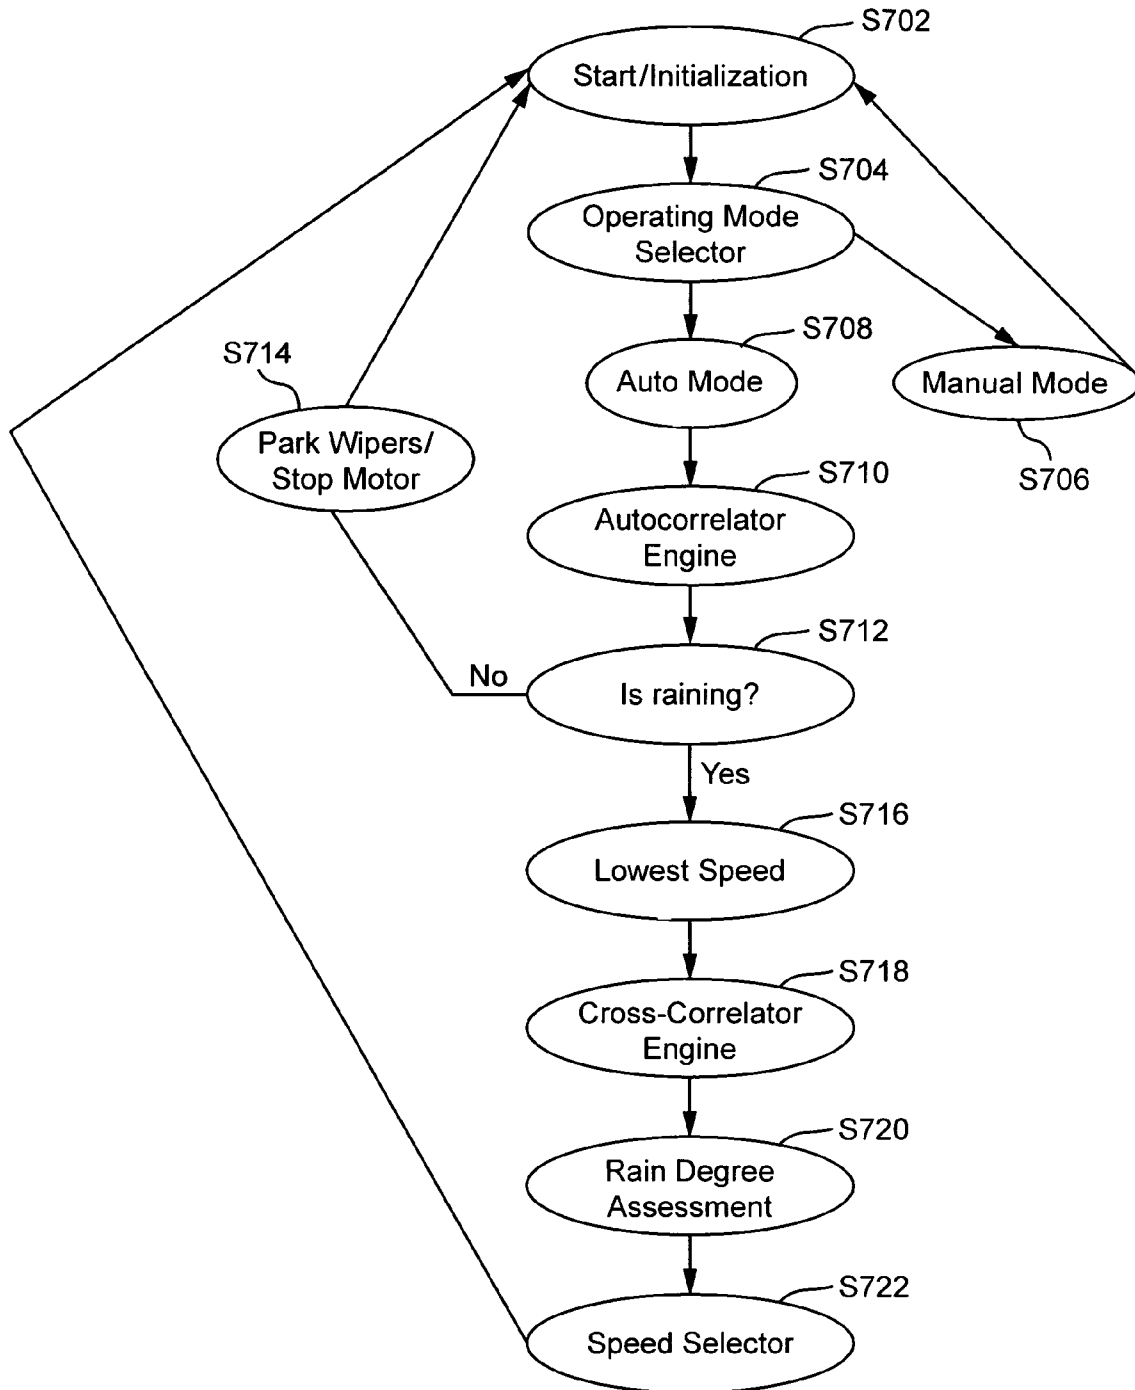 S702
Start/Initialization
S704
Operating Mode
Selector
S708
Auto Mode
Manual Mode
S706
S714
Park Wipers/
Stop Motor
S710
Autocorrelator
Engine
S712
Is raining?
No
Yes
S716
Lowest Speed
S718
Cross-Correlator
Engine
S720
Rain Degree
Assessment
S722
Speed Selector